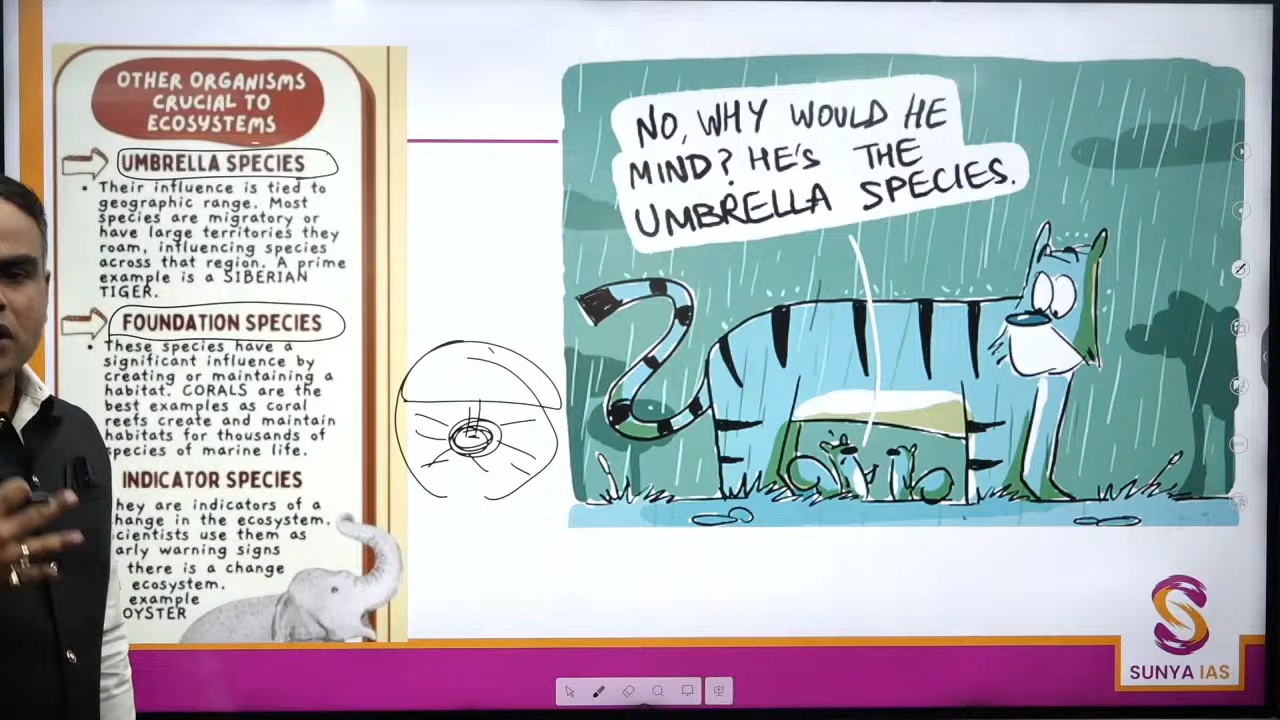 OTHER ORGANISMS
CRUCIAL TO
ECOSYSTEMS
UMBRELLA SPECIES
• Their influence is tied to
geographic range. Most
species are migratory or
have large territories they
roam, influencing species
across that region. A prime
example is a SIBERIAN
TIGER.
FOUNDATION SPECIES
• These species have a
significant influence by
creating or maintaining a
habitat. CORALS are the
best examples as coral
reefs create and maintain
habitats for thousands of
species of marine life.
INDICATOR SPECIES
hey are indicators of a
hange in the ecosystem.
cientists use them as
arly warning signs
there is a change
ecosystem.
example
OYSTER
NO, WHY WOULD HE
MIND? HE'S THE
UMBRELLA SPECIES.
SUNYA IAS